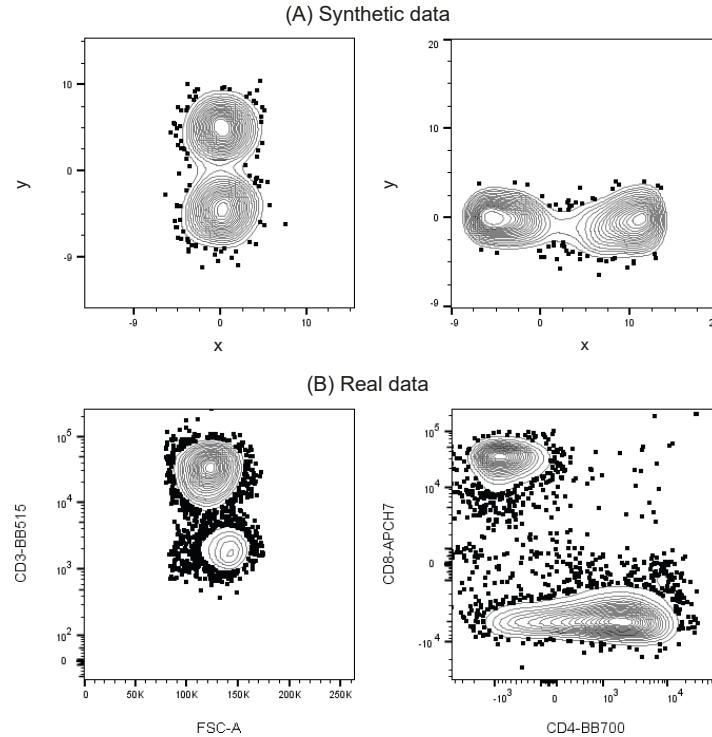 (A) Synthetic data
10
0
-9
y
-9
0
10
x
20
10
0
-9
y
-9
0
10
2
x
(B) Real data
10^5
10^4
10^3
10^2
0
CD3-BB515
0
50K
100K
150K
200K
250K
FSC-A
10^5
10^4
0
-10^4
CD8-APCH7
-10^3
0
10^3
10^4
CD4-BB700